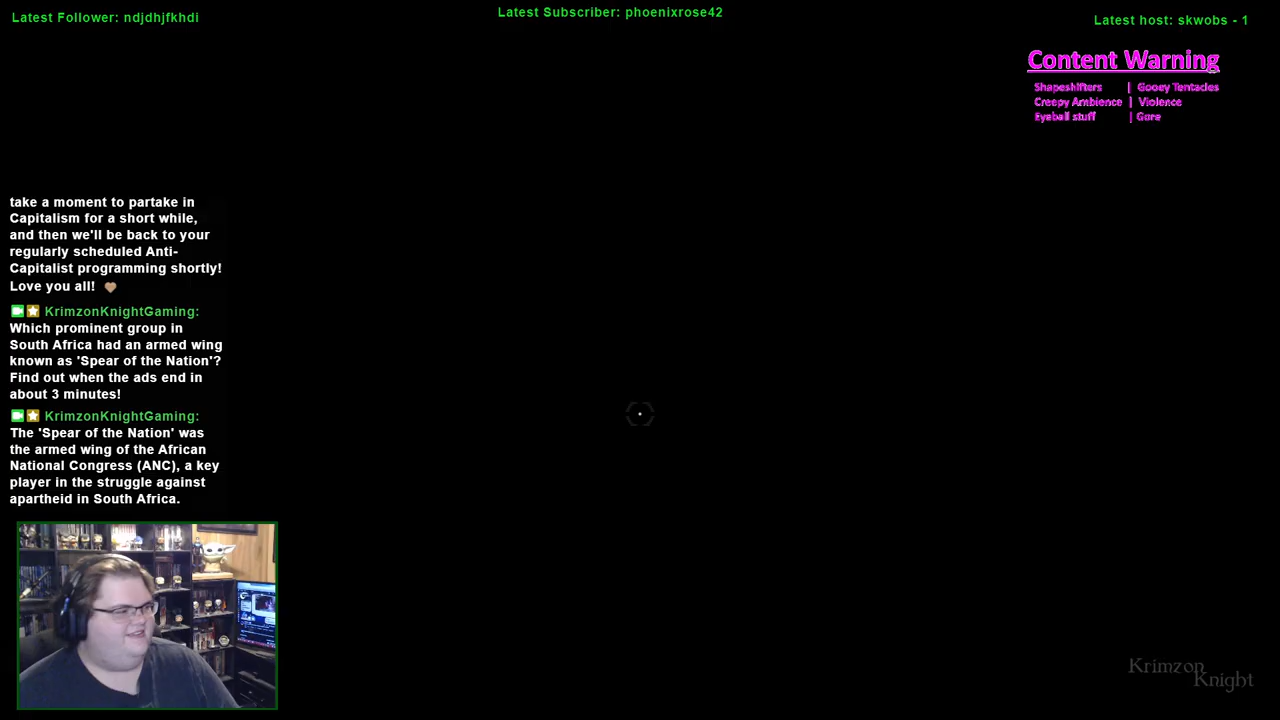 Latest Follower: ndjdhjfkhdi
Latest Subscriber: phoenixrose42
Latest host: skwobs - 1
Content Warning
Shapeshifters | Gooey Tentacles
Creepy Ambience | Violence
Eyeball stuff | Gore
take a moment to partake in
Capitalism for a short while,
and then we'll be back to your
regularly scheduled Anti-
Capitalist programming shortly!
Love you all!
KrimzonKnightGaming:
Which prominent group in
South Africa had an armed wing
known as 'Spear of the Nation'?
Find out when the ads end in
about 3 minutes!
KrimzonKnightGaming:
The 'Spear of the Nation' was
the armed wing of the African
National Congress (ANC), a key
player in the struggle against
apartheid in South Africa.
Krimzon
Knight